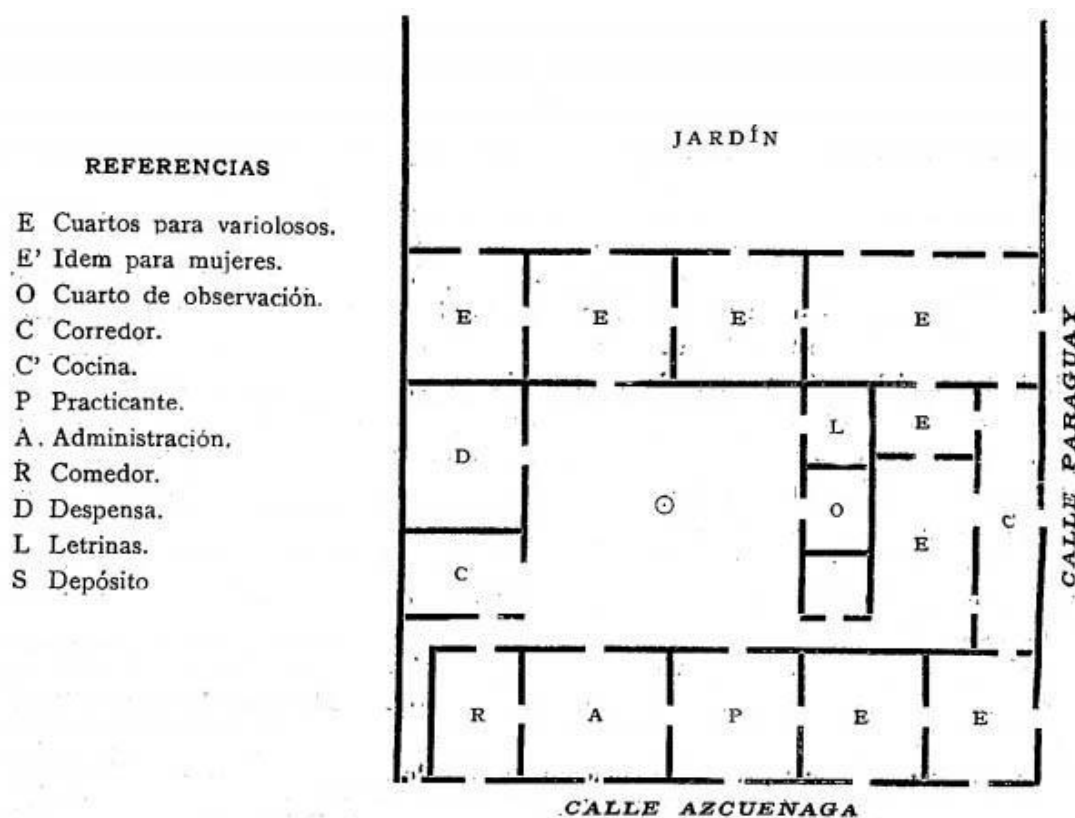 REFERENCIAS
E Cuartos para variolosos.
E' Idem para mujeres.
O Cuarto de observación.
C Corredor.
C' Cocina.
P Practicante.
A. Administración.
R Comedor.
D Despensa.
L Letrinas.
S Depósito
JARDÍN
E E E E
L E
D
O E C
C
R A P E E
CALLE PARAGUAY
CALLE AZCUENAGA